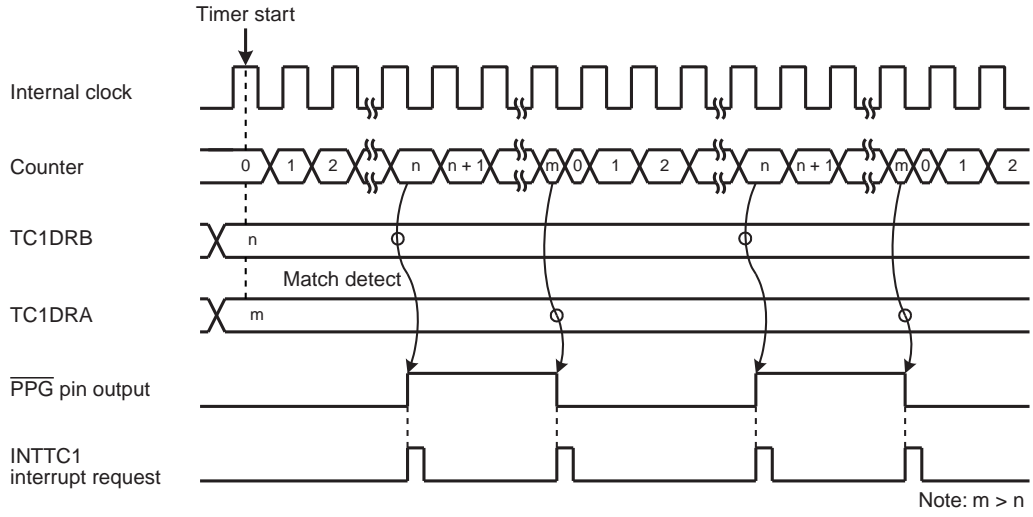 Timer start
Internal clock
Counter
0 1 2 n n + 1 m 0 1 2 n n + 1 m 0 1 2
TC1DRB
n
Match detect
TC1DRA
m
PPG pin output
INTTC1
interrupt request
Note: m > n